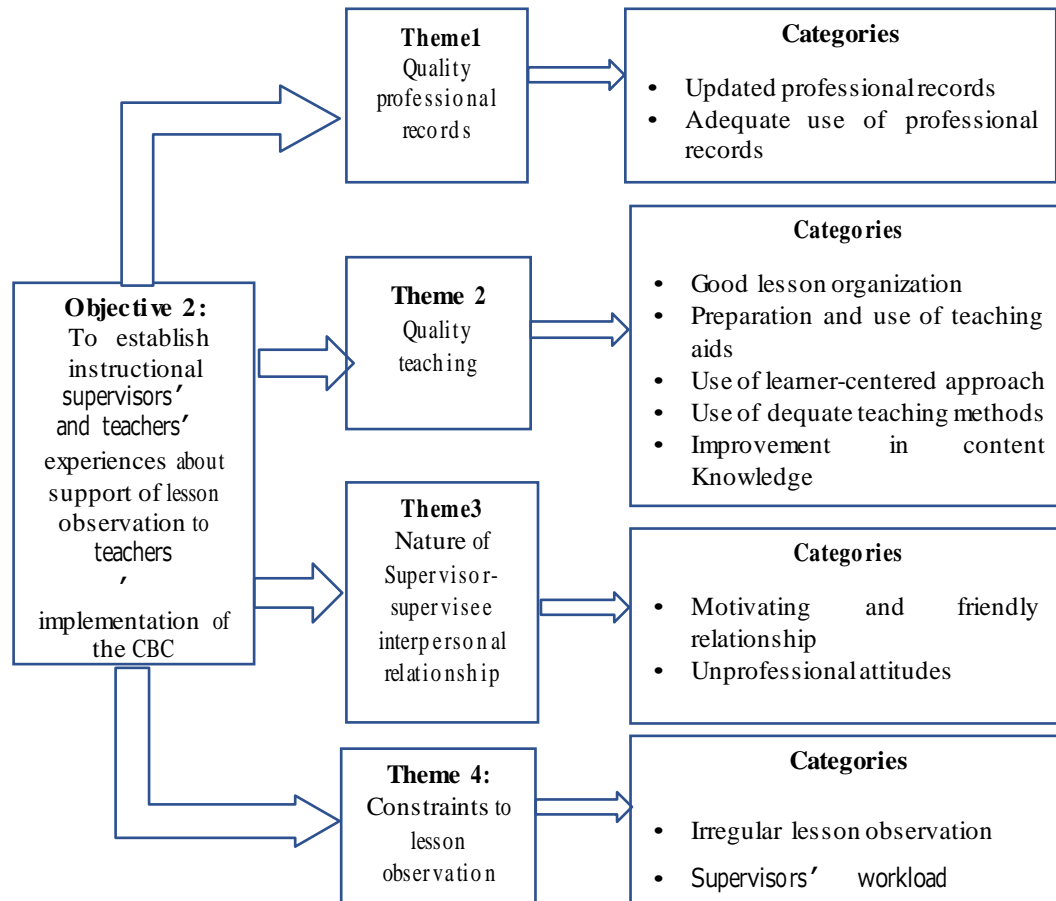 Objective 2:
To establish
instructional
supervisors’
and teachers’
experiences about
support of lesson
observation to
teachers
’
implementation of
the CBC
Theme1
Quality
professional
records
Categories
• Updated professional records
• Adequate use of professional
records
Theme 2
Quality
teaching
Categories
• Good lesson organization
• Preparation and use of teaching
aids
• Use of learner-centered approach
• Use of dequate teaching methods
• Improvement in content
Knowledge
Theme3
Nature of
Supervisor-
supervisee
interpersonal
relationship
Categories
• Motivating and friendly
relationship
• Unprofessional attitudes
Theme 4:
Constraints to
lesson
observation
Categories
• Irregular lesson observation
• Supervisors’ workload